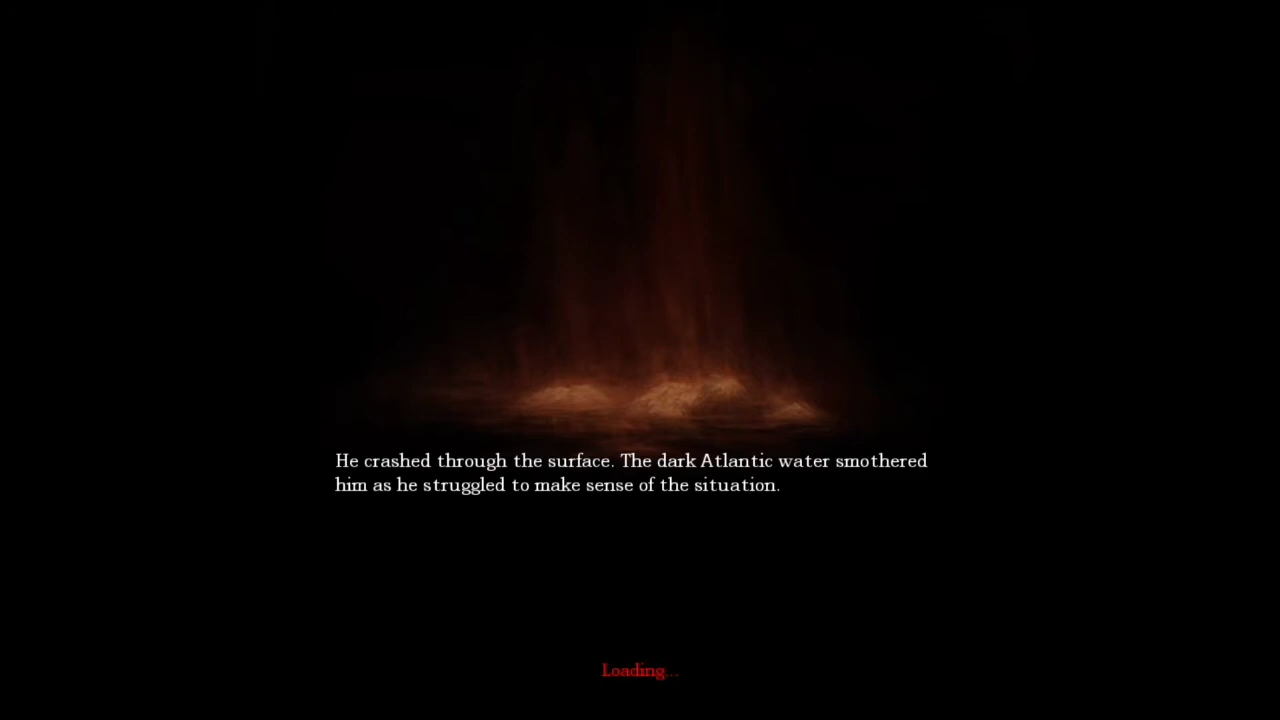 He crashed through the surface. The dark Atlantic water smothered
him as he struggled to make sense of the situation.
Loading...